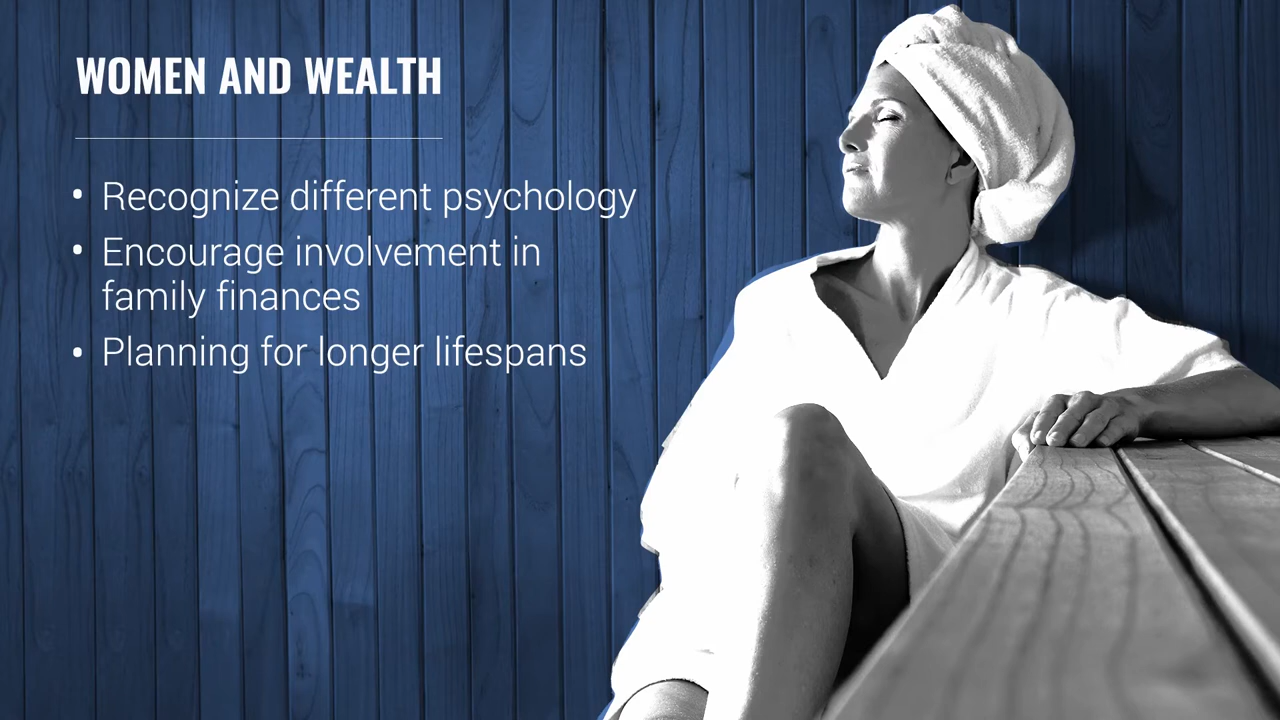 WOMEN AND WEALTH
• Recognize different psychology
• Encourage involvement in
family finances
• Planning for longer lifespans